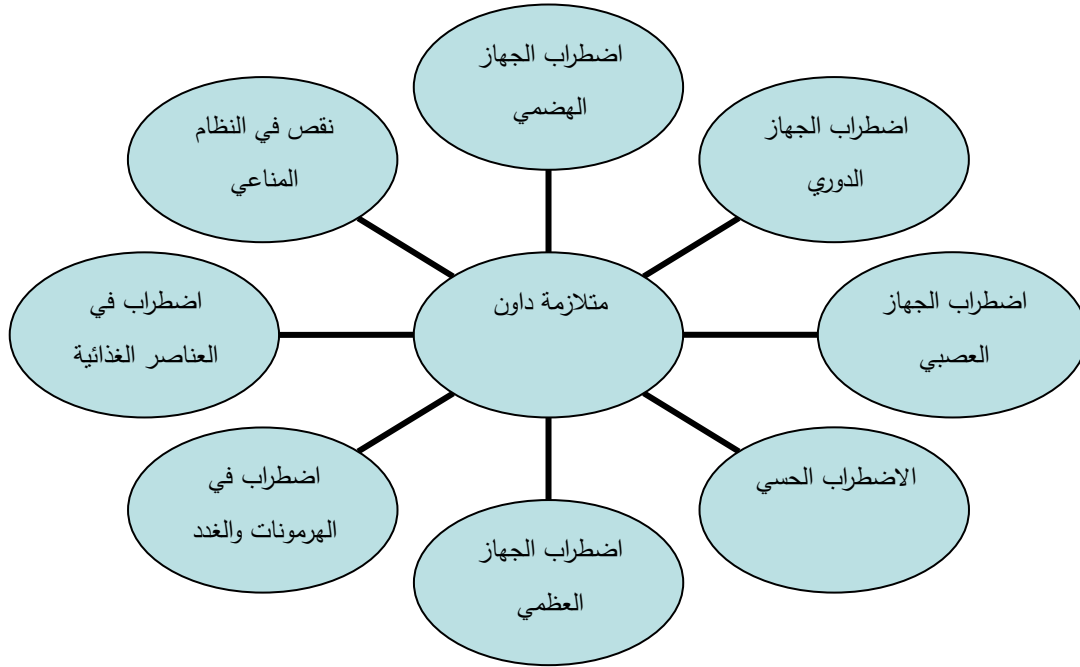 اضطراب الجهاز
الهضمي
اضطراب الجهاز
الدوري
نقص في النظام
المناعي
متلازمة داون
اضطراب الجهاز
العصبي
اضطراب في
العناصر الغذائية
الاضطراب الحسي
اضطراب في
الهرمونات والغدد
اضطراب الجهاز
العظمي